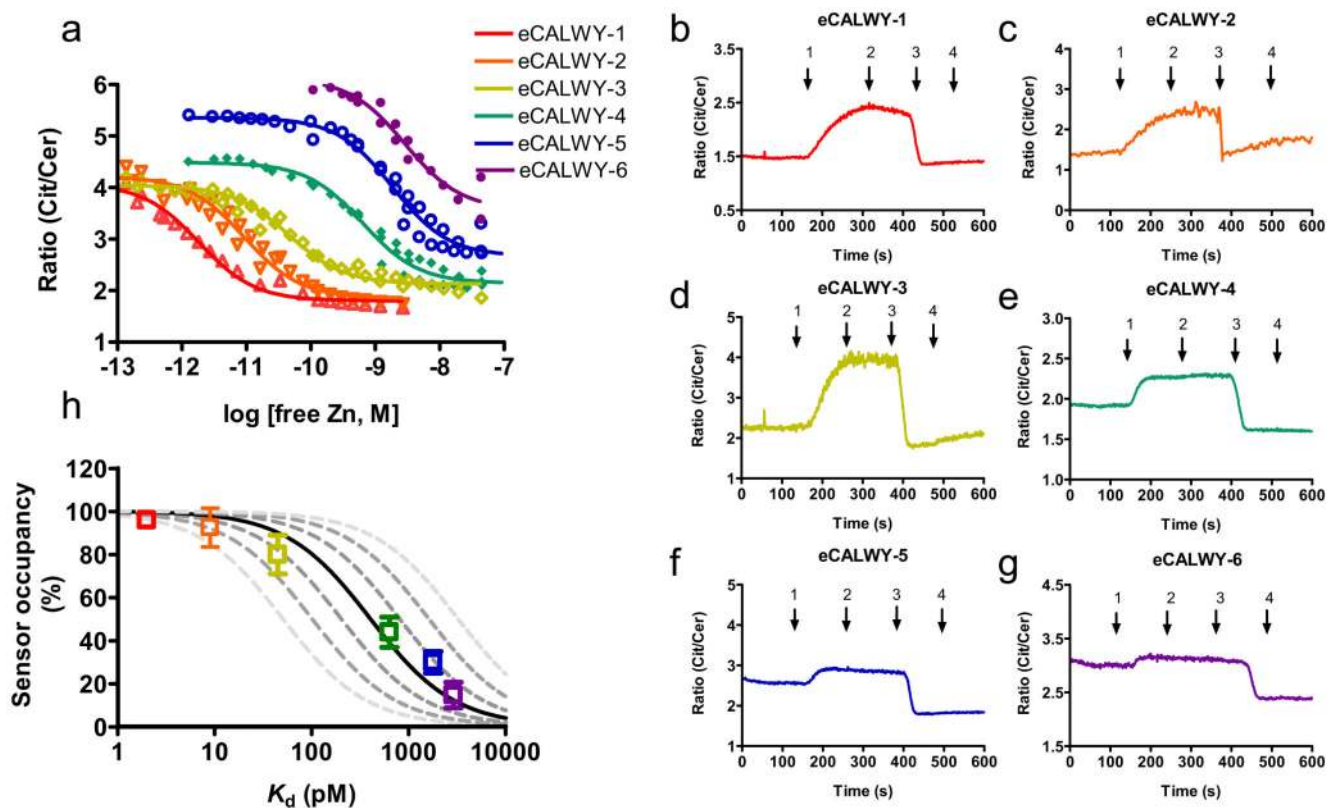 a
eCALWY-1
eCALWY-2
eCALWY-3
eCALWY-4
eCALWY-5
eCALWY-6
Ratio (Cit/Cer)
6
5
4
3
2
1
-13 -12 -11 -10 -9 -8 -7
log [free Zn, M]
h
Sensor occupancy
(%)
120
100
80
60
40
20
0
1 10 100 1000 10000
Kd (pM)
b
eCALWY-1
1 2 3 4
Ratio (Cit/Cer)
3.5
2.5
1.5
0.5
0 100 200 300 400 500 600
Time (s)
c
eCALWY-2
1 2 3 4
Ratio (Cit/Cer)
4
3
2
1
0
0 100 200 300 400 500 600
Time (s)
d
eCALWY-3
1 2 3 4
Ratio (Cit/Cer)
5
4
3
2
1
0 100 200 300 400 500 600
Time (s)
e
eCALWY-4
1 2 3 4
Ratio (Cit/Cer)
3.0
2.5
2.0
1.5
1.0
0 100 200 300 400 500 600
Time (s)
f
eCALWY-5
1 2 3 4
Ratio (Cit/Cer)
5
4
3
2
1
0 100 200 300 400 500 600
Time (s)
g
eCALWY-6
1 2 3 4
Ratio (Cit/Cer)
4.5
3.5
2.5
1.5
0 100 200 300 400 500 600
Time (s)